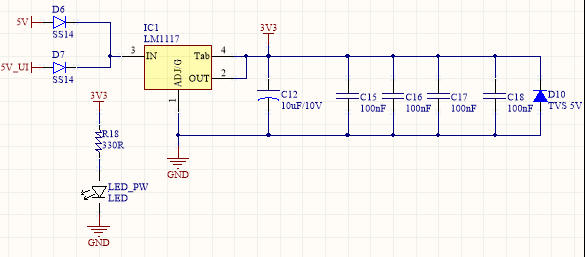 D6
5V
SS14
D7
5V_UI
SS14
IC1
LM1117
3 IN Tab 4
OUT 2
ADJ/G
1
3V3
C12
10uF/10V
C15
100nF
C16
100nF
C17
100nF
C18
100nF
D10
TVS 5V
GND
3V3
R18
330R
LED_PW
LED
GND